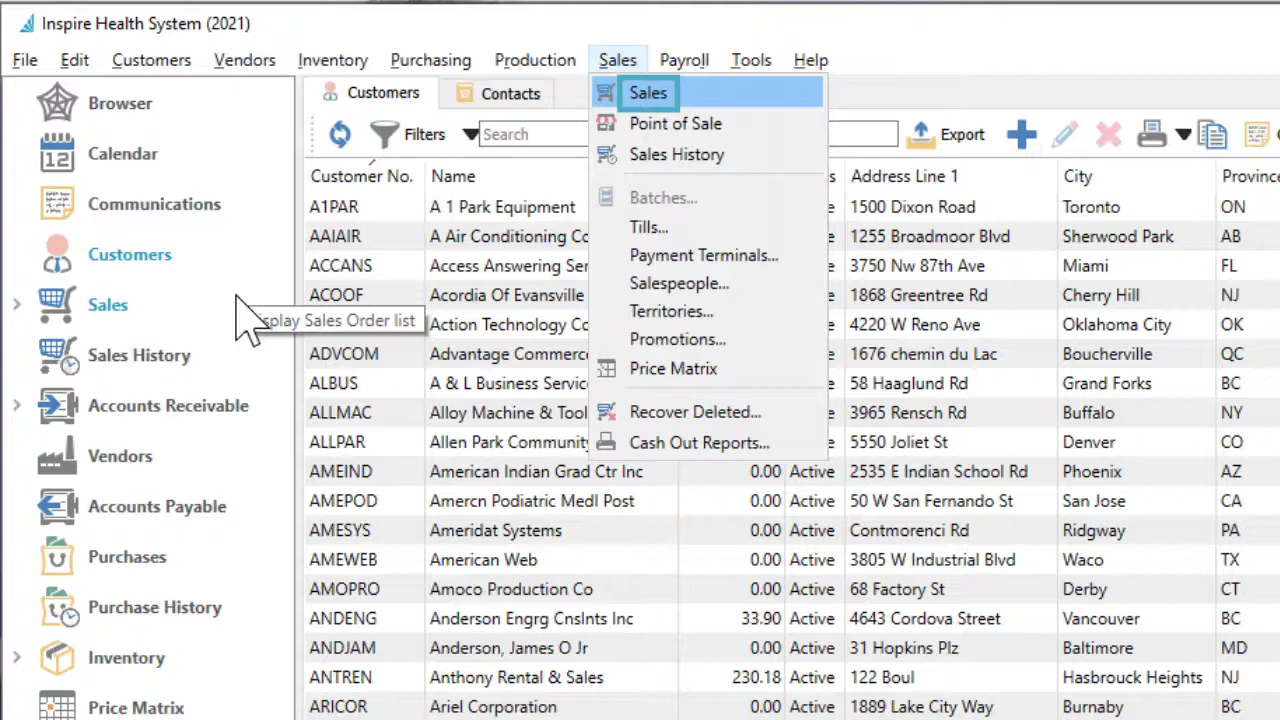 Inspire Health System (2021)
File Edit Customers Vendors Inventory Purchasing Production Sales Payroll Tools Help
Browser
Calendar
12
Communications
Customers
Sales
Sales History
Accounts Receivable
Vendors
Accounts Payable
Purchases
Purchase History
Inventory
Price Matrix
Customers Contacts
Filters Search Export
Sales
Point of Sale
Sales History
Batches...
Tills...
Payment Terminals...
Salespeople...
Territories...
Promotions...
Price Matrix
Recover Deleted...
Cash Out Reports...
Customer No. Name Address Line 1 City Province
A1PAR A 1 Park Equipment 1500 Dixon Road Toronto ON
AAIAIR A Air Conditioning 1255 Broadmoor Blvd Sherwood Park AB
ACCANS Access Answering 3750 Nw 87th Ave Miami FL
ACOOF Acordia Of Evansville 1868 Greentree Rd Cherry Hill NJ
Display Sales Order list
Action Technology 4220 W Reno Ave Oklahoma City OK
ADVCOM Advantage 1676 chemin du Lac Boucherville QC
ALBUS A & L Business 58 Haaglund Rd Grand Forks BC
ALLMAC Alloy Machine & Tool 3965 Rensch Rd Buffalo NY
ALLPAR Allen Park 5550 Joliet St Denver CO
AMEIND American Indian Grad Ctr Inc 0.00 Active 2535 E Indian School Rd Phoenix AZ
AMEPOD Amercn Podiatric Medl Post 0.00 Active 50 W San Fernando St San Jose CA
AMESYS Ameridat Systems 0.00 Active Contmorenci Rd Ridgway PA
AMEWEB American Web 0.00 Active 3805 W Industrial Blvd Waco TX
AMOPRO Amoco Production Co 0.00 Active 68 Factory St Derby CT
ANDENG Anderson Engrg Cnslnts Inc 33.90 Active 4643 Cordova Street Vancouver BC
ANDJAM Anderson, James O Jr 0.00 Active 31 Hopkins Plz Baltimore MD
ANTREN Anthony Rental & Sales 230.18 Active 122 Boul Hasbrouck Heights NJ
ARICOR Ariel Corporation 0.00 Active 1889 Lake City Way Burnaby BC